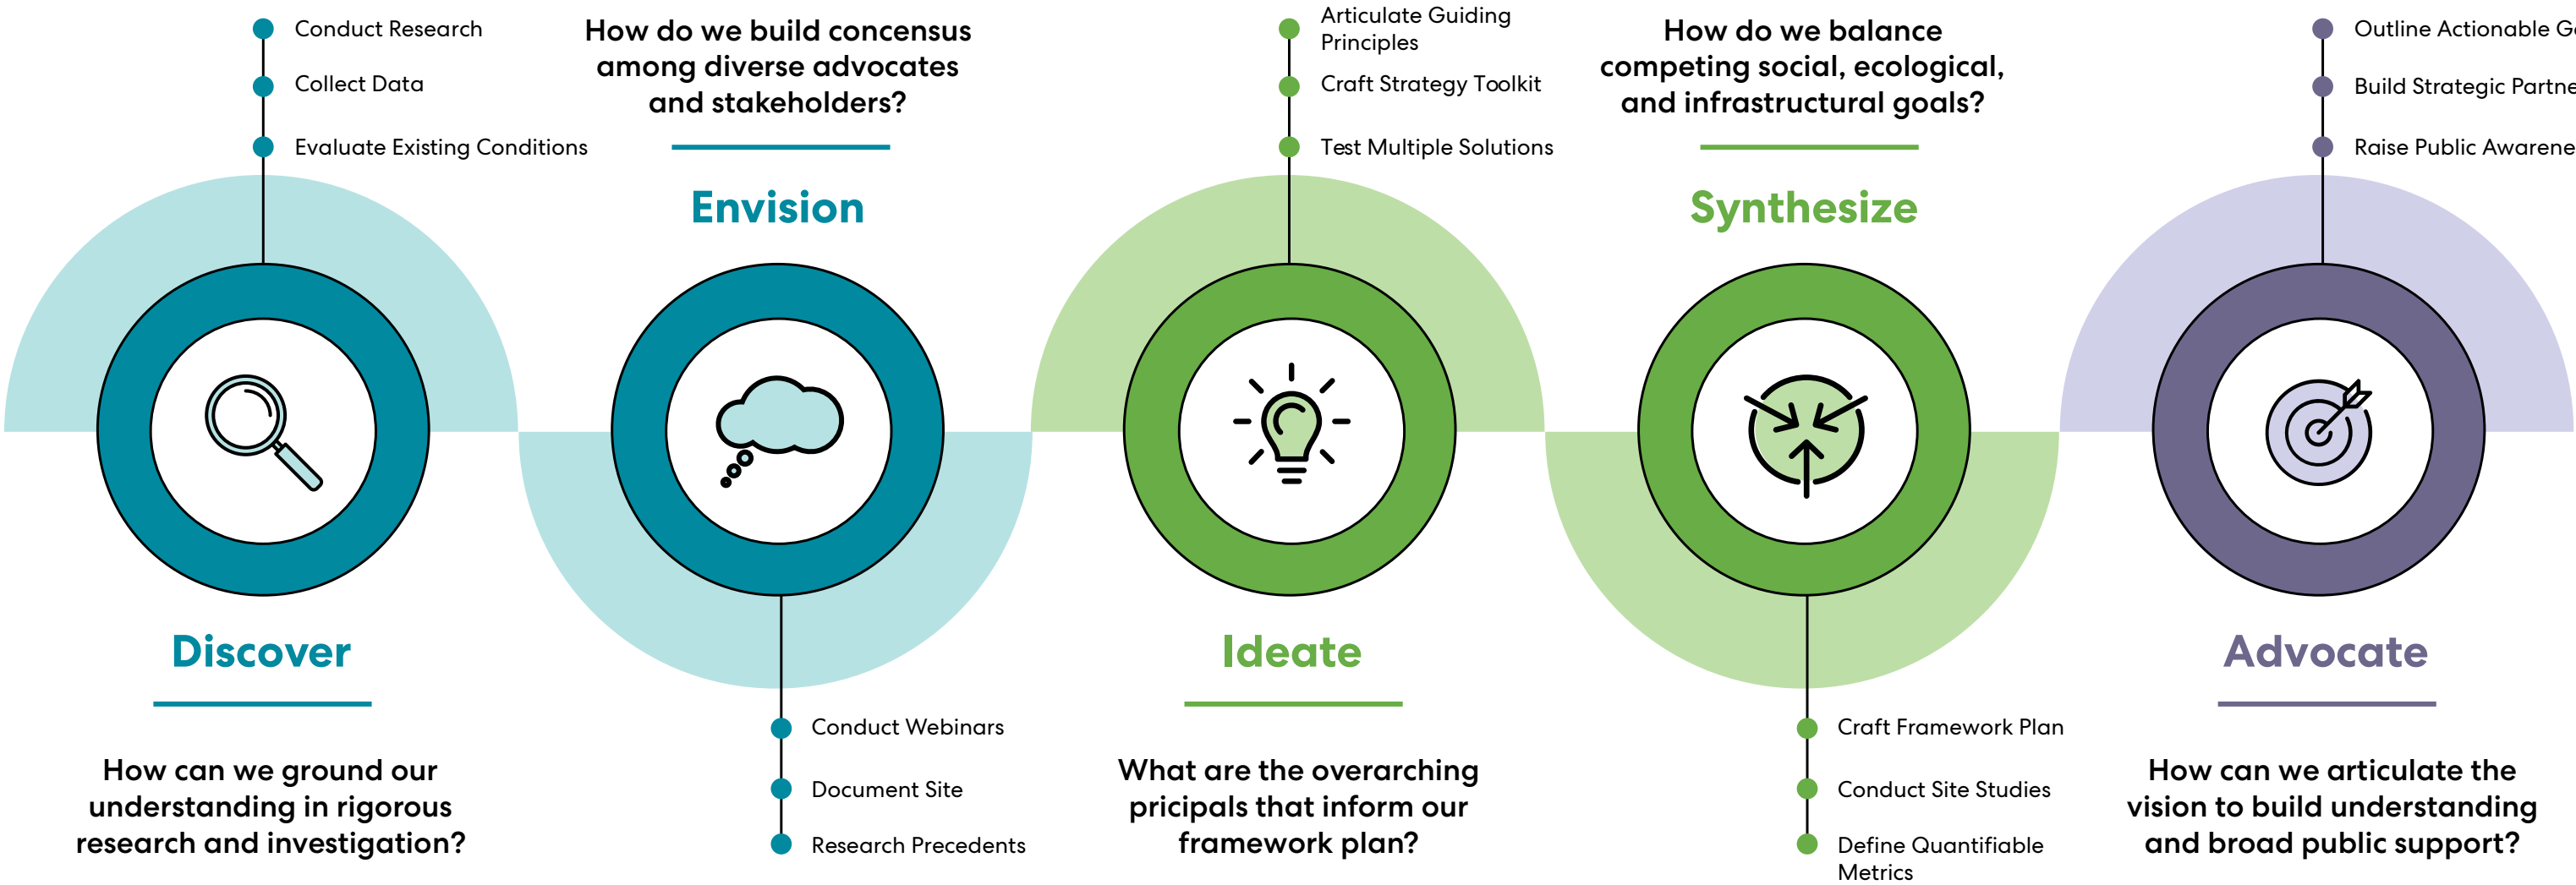 Conduct Research
Collect Data
Evaluate Existing Conditions
Discover
How can we ground our
understanding in rigorous
research and investigation?
How do we build concensus
among diverse advocates
and stakeholders?
Envision
Conduct Webinars
Document Site
Research Precedents
Articulate Guiding
Principles
Craft Strategy Toolkit
Test Multiple Solutions
Ideate
What are the overarching
pricipals that inform our
framework plan?
How do we balance
competing social, ecological,
and infrastructural goals?
Synthesize
Craft Framework Plan
Conduct Site Studies
Define Quantifiable
Metrics
Outline Actionable
Build Strategic
Raise Public
Advocate
How can we articulate the
vision to build understanding
and broad public support?